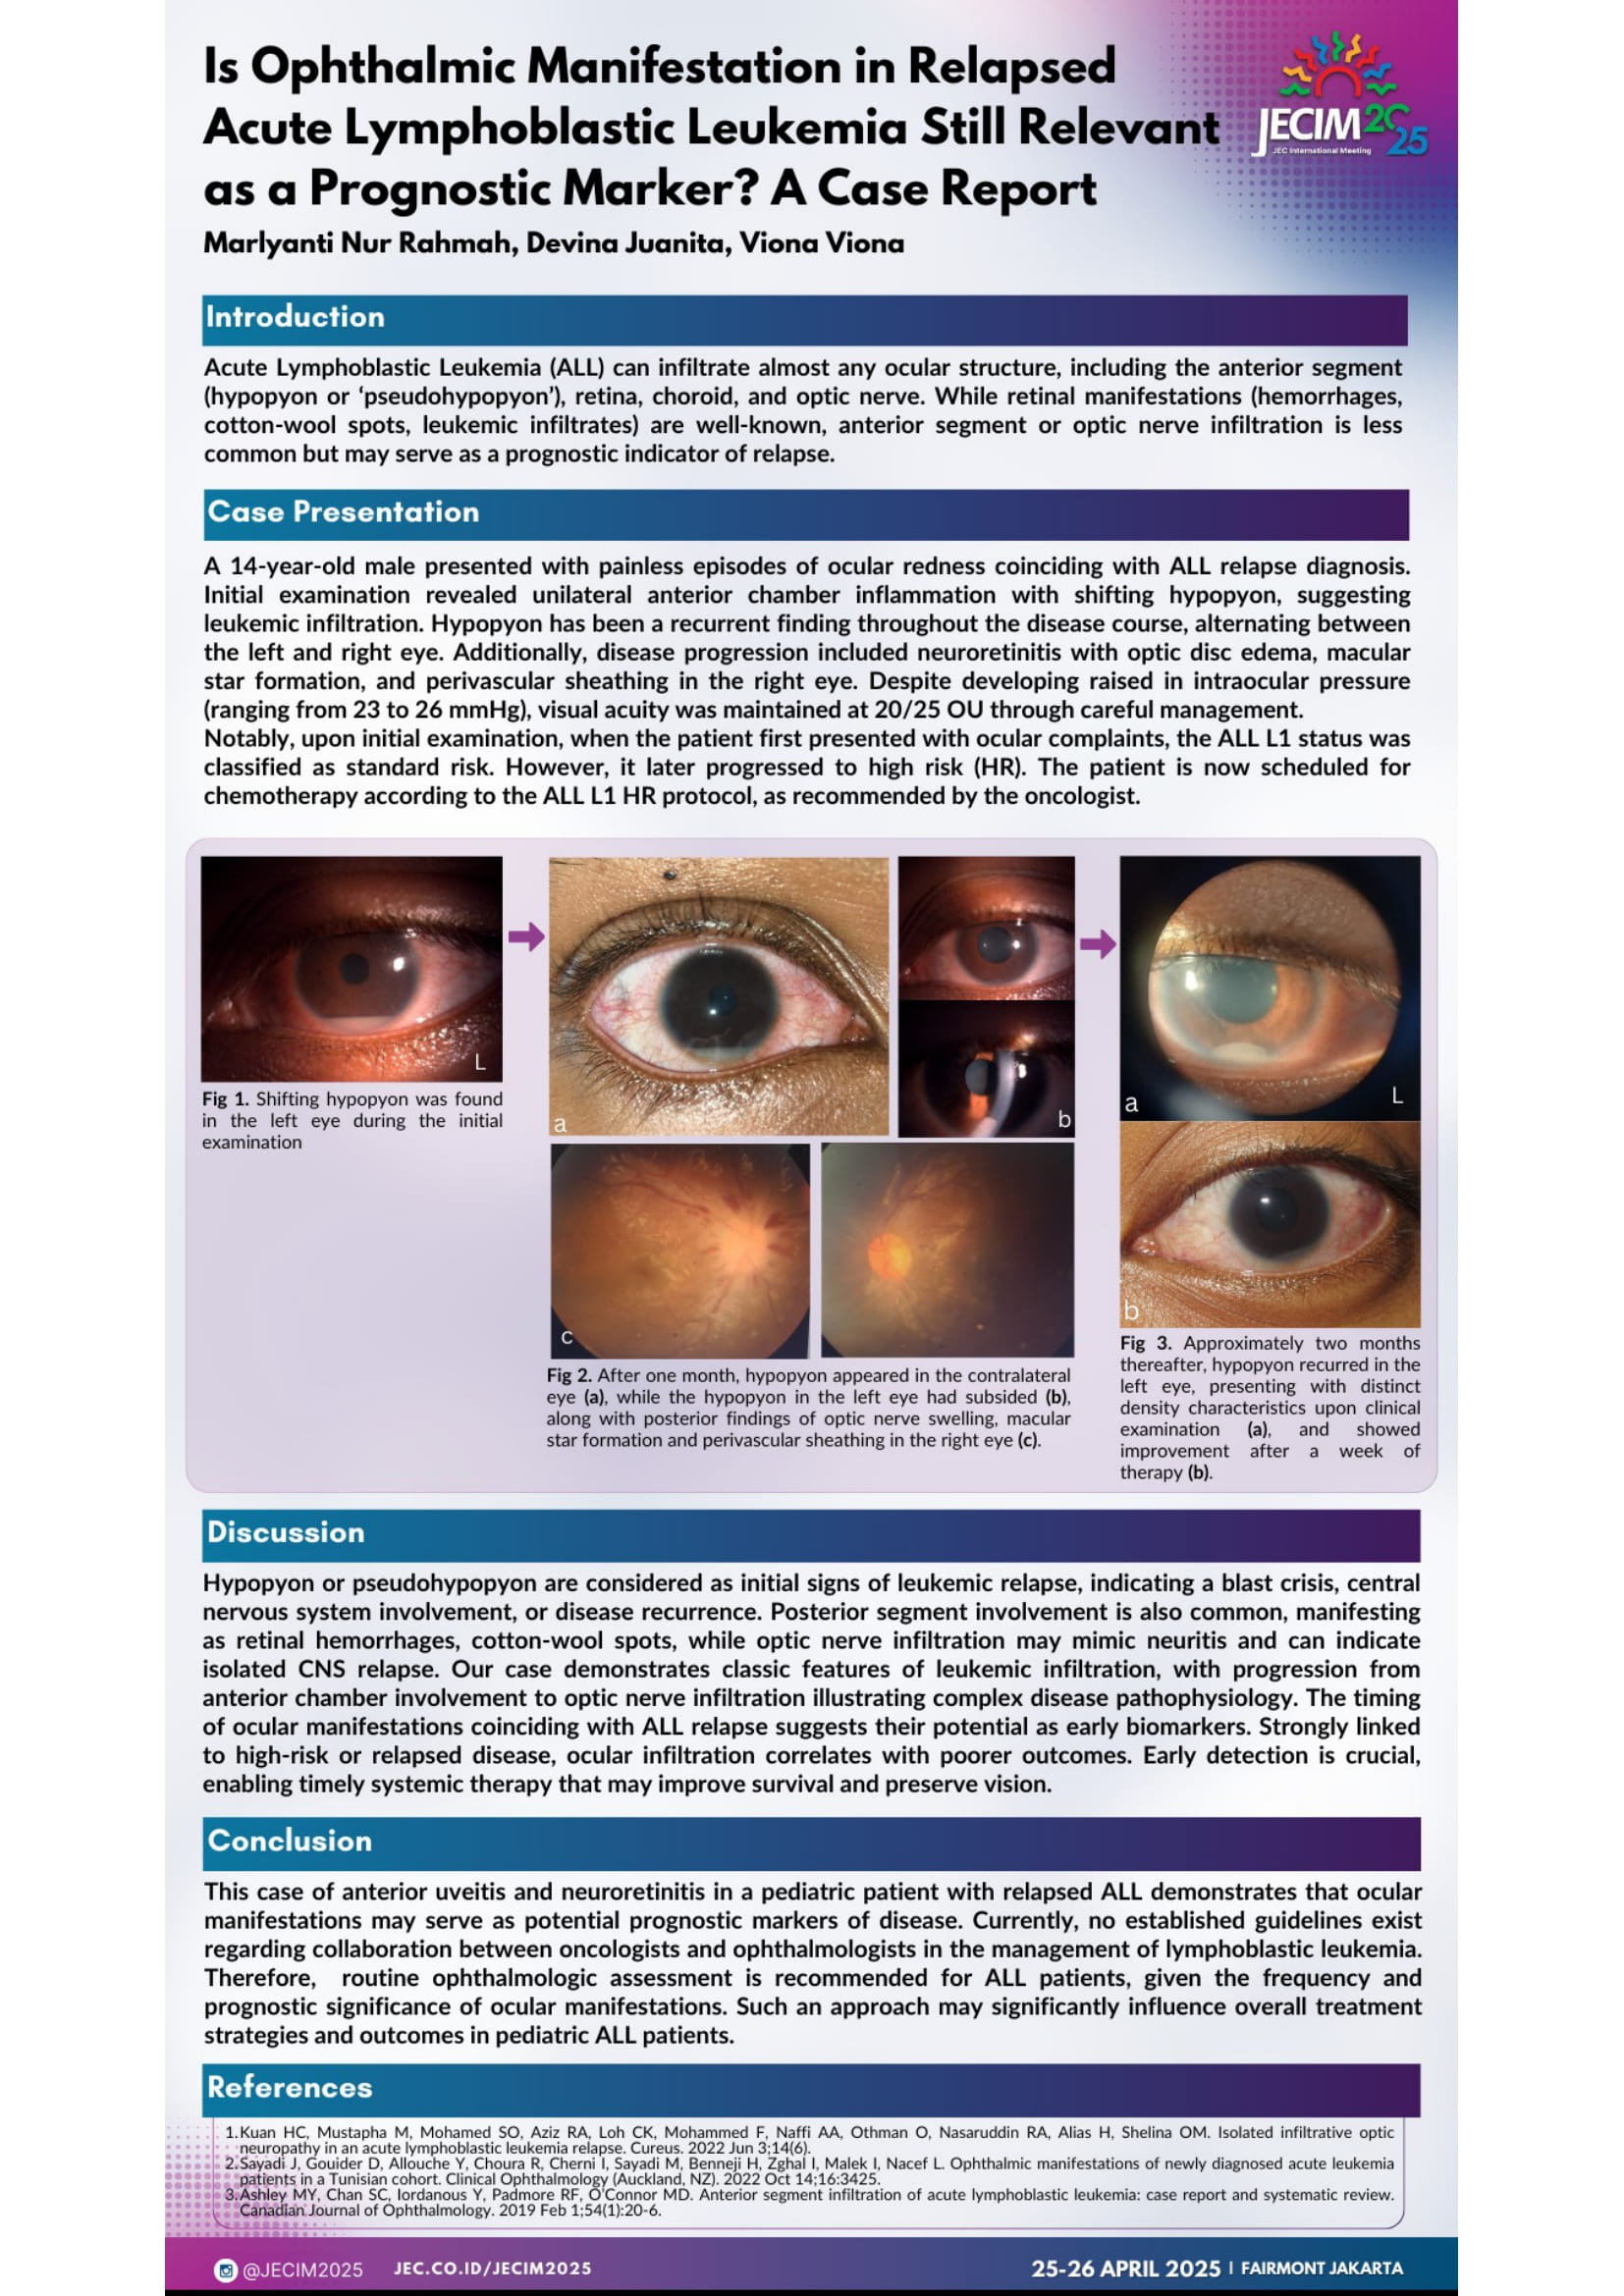 Is Ophthalmic Manifestation in Relapsed
Acute Lymphoblastic Leukemia Still Relevant
as a Prognostic Marker? A Case Report
JECIM 2025
JEC International Meeting
Marlyanti Nur Rahmah, Devina Juanita, Viona Viona
Introduction
Acute Lymphoblastic Leukemia (ALL) can infiltrate almost any ocular structure, including the anterior segment
(hypopyon or ‘pseudohypopyon’), retina, choroid, and optic nerve. While retinal manifestations (hemorrhages,
cotton-wool spots, leukemic infiltrates) are well-known, anterior segment or optic nerve infiltration is less
common but may serve as a prognostic indicator of relapse.
Case Presentation
A 14-year-old male presented with painless episodes of ocular redness coinciding with ALL relapse diagnosis.
Initial examination revealed unilateral anterior chamber inflammation with shifting hypopyon, suggesting
leukemic infiltration. Hypopyon has been a recurrent finding throughout the disease course, alternating between
the left and right eye. Additionally, disease progression included neuroretinitis with optic disc edema, macular
star formation, and perivascular sheathing in the right eye. Despite developing raised in intraocular pressure
(ranging from 23 to 26 mmHg), visual acuity was maintained at 20/25 OU through careful management.
Notably, upon initial examination, when the patient first presented with ocular complaints, the ALL L1 status was
classified as standard risk. However, it later progressed to high risk (HR). The patient is now scheduled for
chemotherapy according to the ALL L1 HR protocol, as recommended by the oncologist.
L
Fig 1. Shifting hypopyon was found
in the left eye during the initial
examination
a
b
c
Fig 2. After one month, hypopyon appeared in the contralateral
eye (a), while the hypopyon in the left eye had subsided (b),
along with posterior findings of optic nerve swelling, macular
star formation and perivascular sheathing in the right eye (c).
a
L
b
Fig 3. Approximately two months
thereafter, hypopyon recurred in the
left eye, presenting with distinct
density characteristics upon clinical
examination (a), and showed
improvement after a week of
therapy (b).
Discussion
Hypopyon or pseudohypopyon are considered as initial signs of leukemic relapse, indicating a blast crisis, central
nervous system involvement, or disease recurrence. Posterior segment involvement is also common, manifesting
as retinal hemorrhages, cotton-wool spots, while optic nerve infiltration may mimic neuritis and can indicate
isolated CNS relapse. Our case demonstrates classic features of leukemic infiltration, with progression from
anterior chamber involvement to optic nerve infiltration illustrating complex disease pathophysiology. The timing
of ocular manifestations coinciding with ALL relapse suggests their potential as early biomarkers. Strongly linked
to high-risk or relapsed disease, ocular infiltration correlates with poorer outcomes. Early detection is crucial,
enabling timely systemic therapy that may improve survival and preserve vision.
Conclusion
This case of anterior uveitis and neuroretinitis in a pediatric patient with relapsed ALL demonstrates that ocular
manifestations may serve as potential prognostic markers of disease. Currently, no established guidelines exist
regarding collaboration between oncologists and ophthalmologists in the management of lymphoblastic leukemia.
Therefore, routine ophthalmologic assessment is recommended for ALL patients, given the frequency and
prognostic significance of ocular manifestations. Such an approach may significantly influence overall treatment
strategies and outcomes in pediatric ALL patients.
References
1.Kuan HC, Mustapha M, Mohamed SO, Aziz RA, Loh CK, Mohammed F, Naffi AA, Othman O, Nasaruddin RA, Alias H, Shelina OM. Isolated infiltrative optic
neuropathy in an acute lymphoblastic leukemia relapse. Cureus. 2022 Jun 3;14(6).
2.Sayadi J, Gouider D, Allouche Y, Choura R, Cherni I, Sayadi M, Benneji H, Zghal I, Malek I, Nacef L. Ophthalmic manifestations of newly diagnosed acute leukemia
patients in a Tunisian cohort. Clinical Ophthalmology (Auckland, NZ). 2022 Oct 14;16:3425.
3.Ashley MY, Chan SC, Iordanous Y, Padmore RF, O'Connor MD. Anterior segment infiltration of acute lymphoblastic leukemia: case report and systematic review.
Canadian Journal of Ophthalmology. 2019 Feb 1;54(1):20-6.
@JECIM2025 JEC.CO.ID/JECIM2025 25-26 APRIL 2025 | FAIRMONT JAKARTA